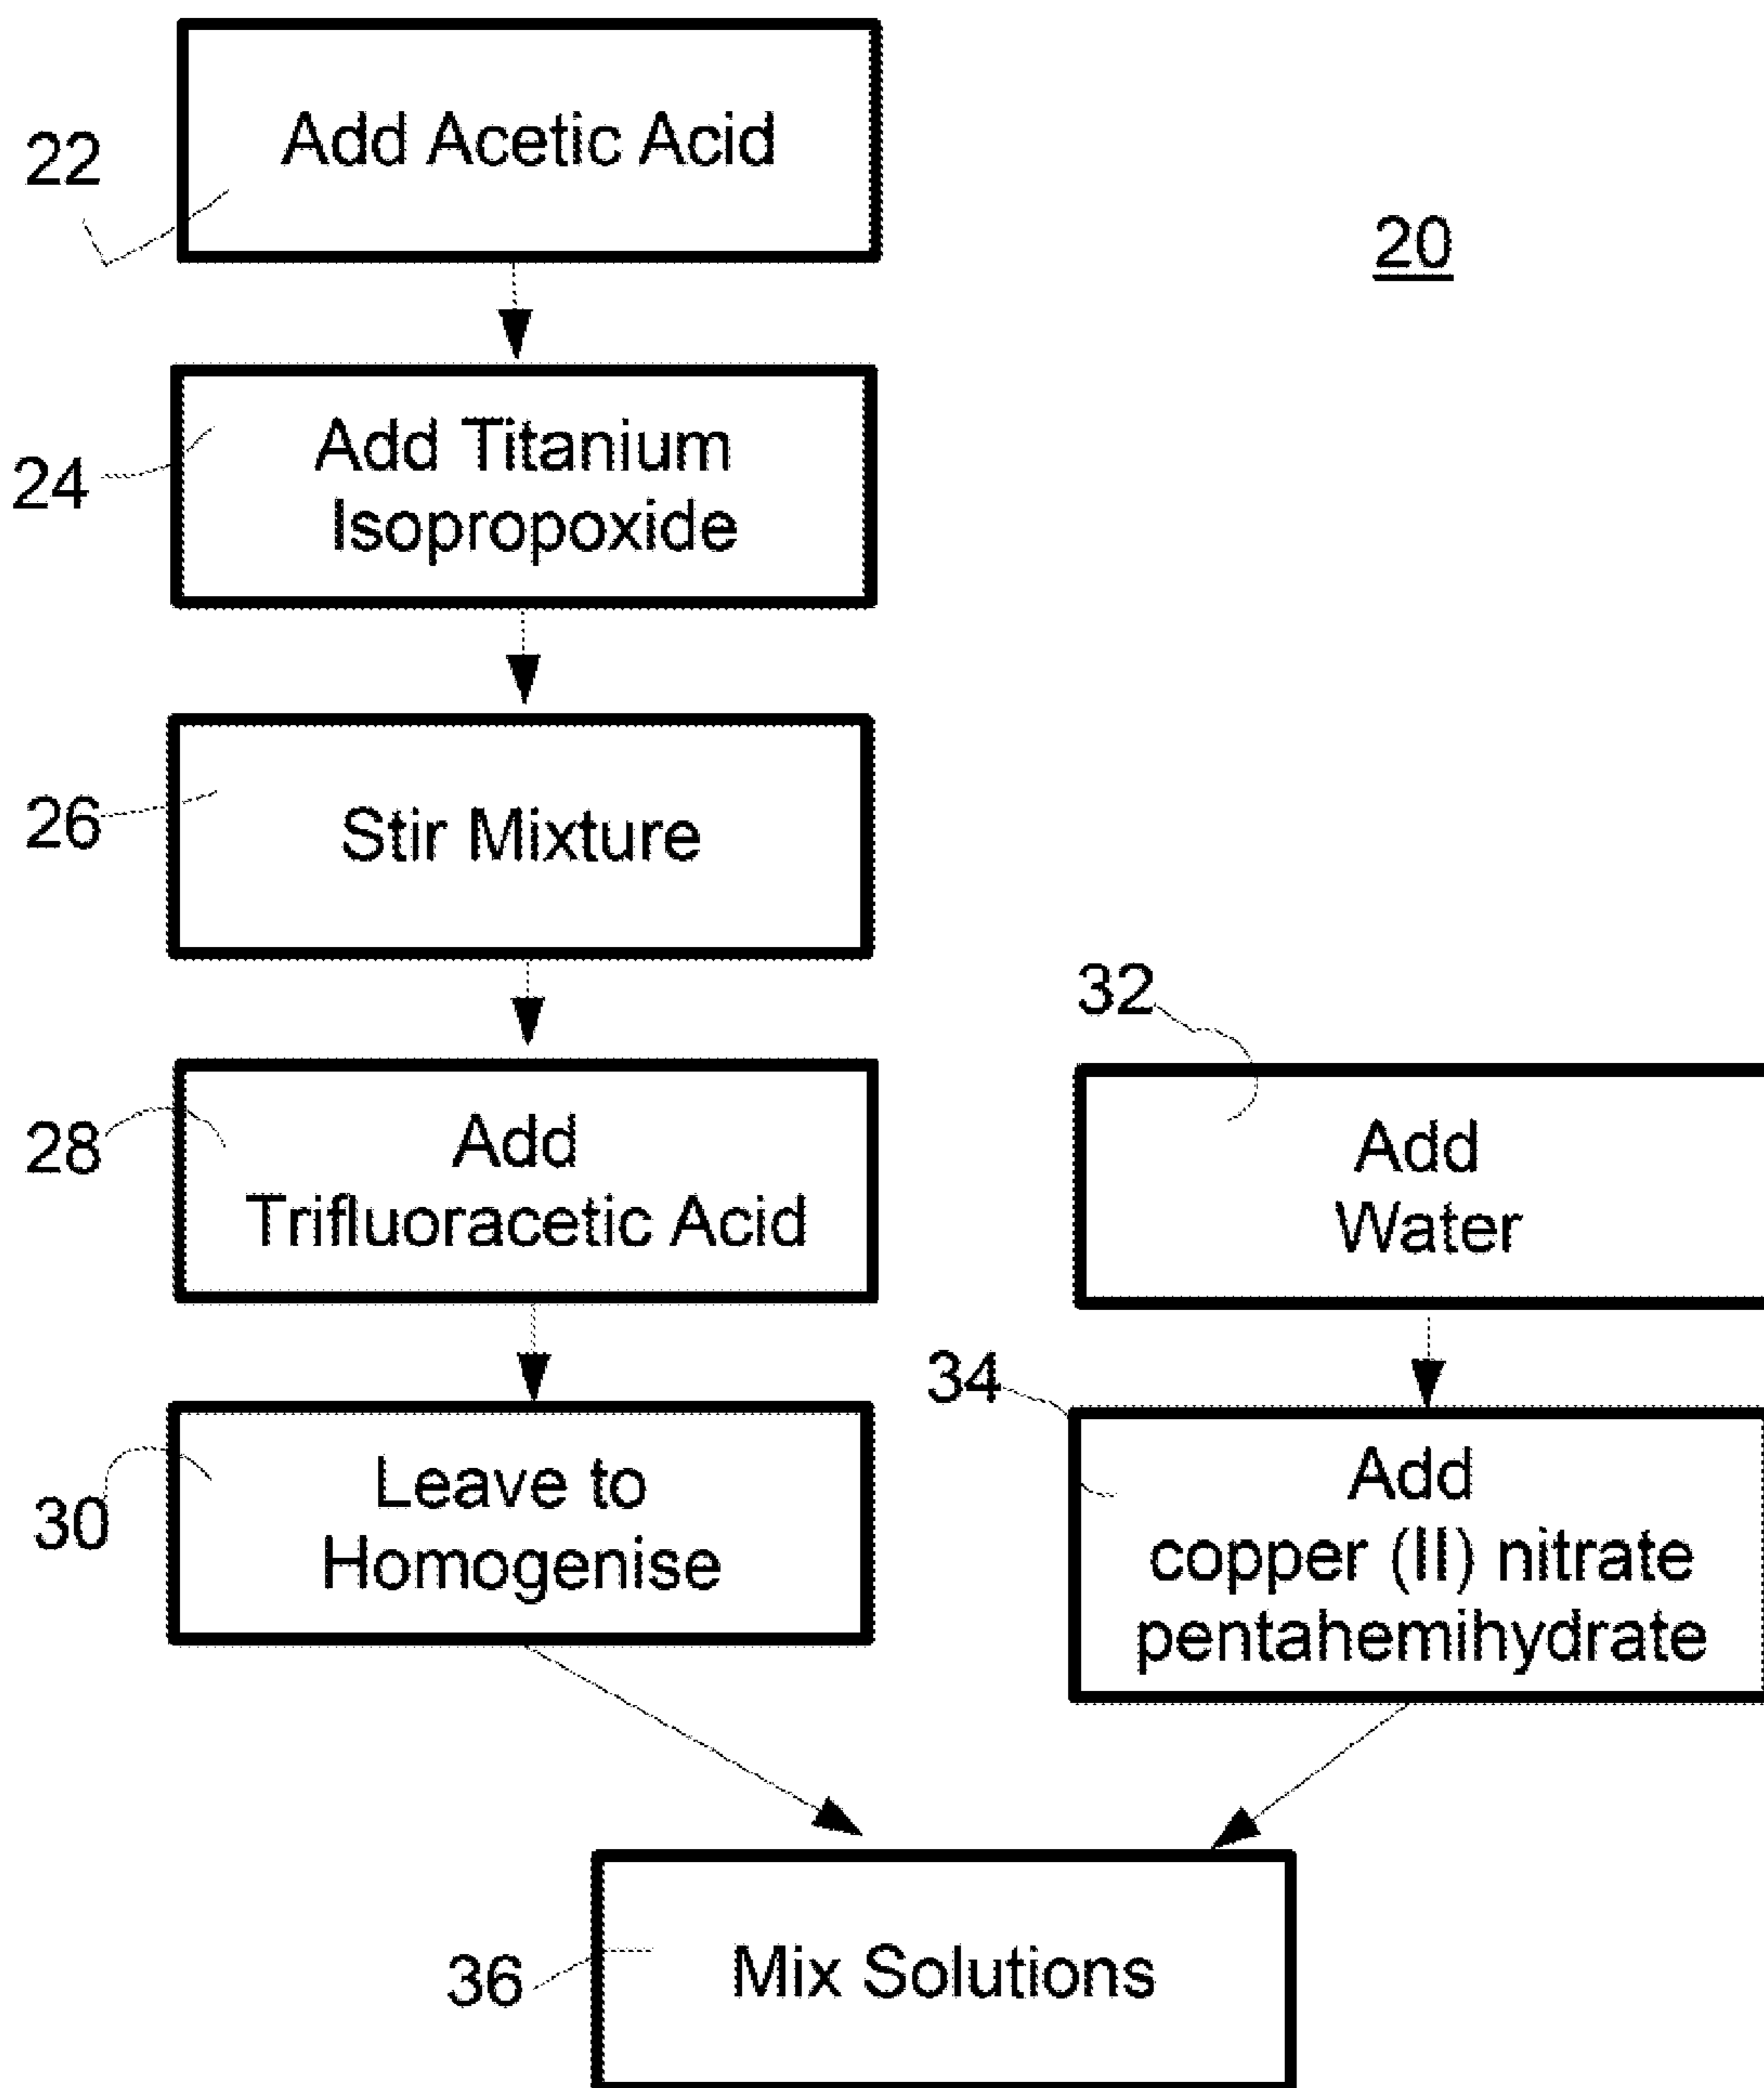 22
Add Acetic Acid
20
24
Add Titanium
Isopropoxide
26
Stir Mixture
28
Add
Trifluoracetic Acid
32
Add
Water
30
Leave to
Homogenise
34
Add
copper (II) nitrate
pentahemihydrate
36
Mix Solutions